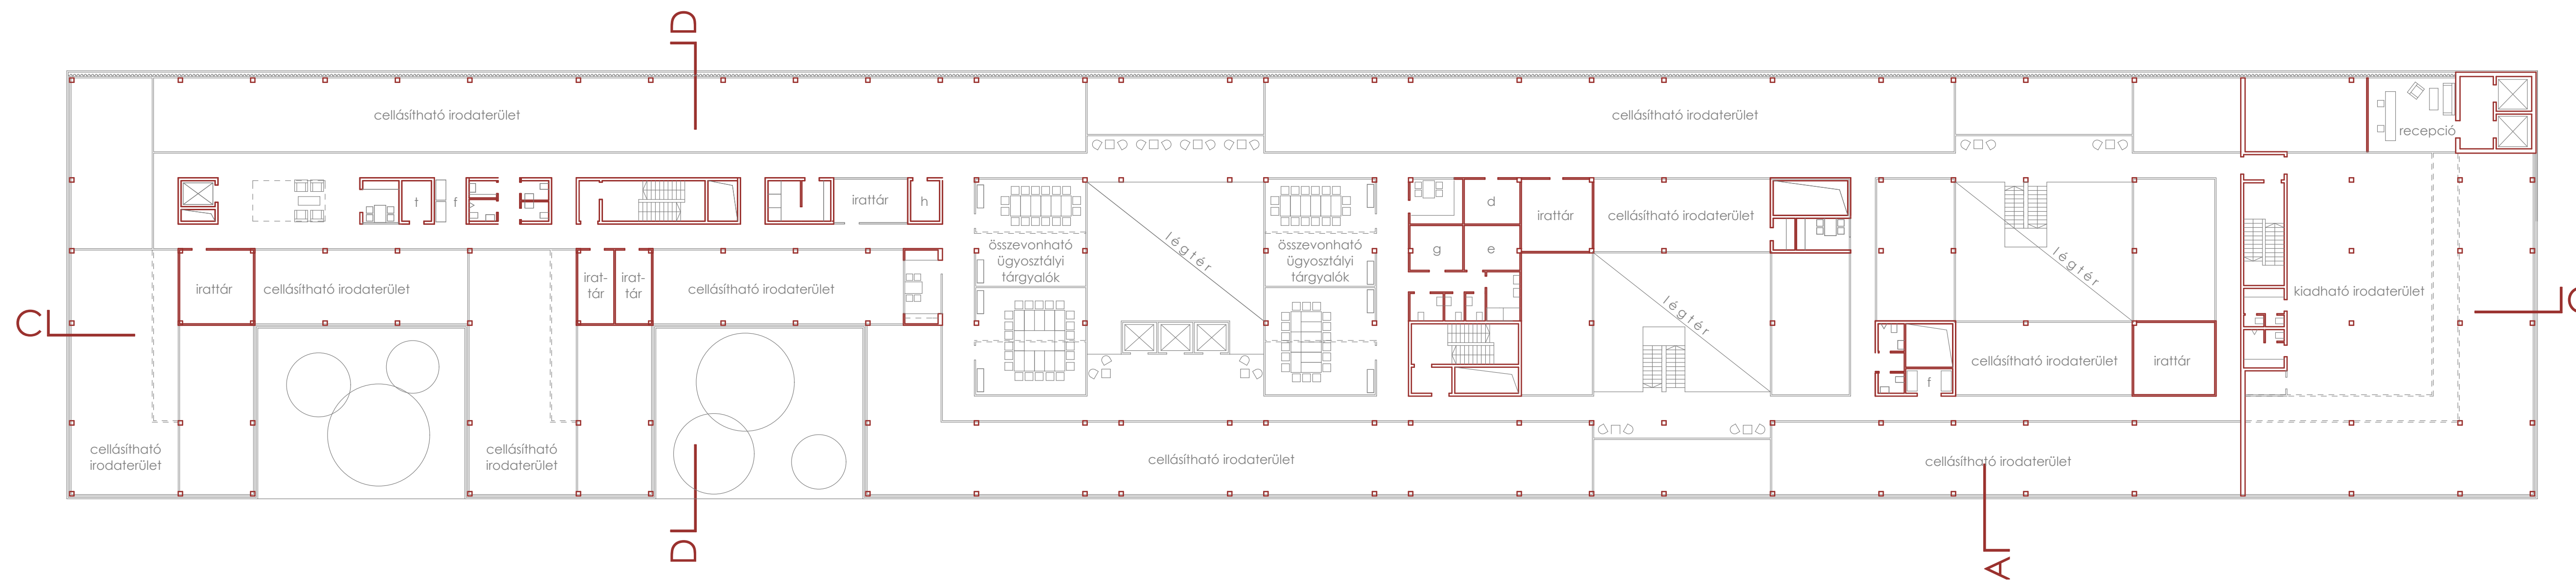 D
cellásítható irodaterület
cellásítható irodaterület
recepció
t
f
irattár
h
d
irattár
cellásítható irodaterület
légtér
összevonható
ügyosztályi
tárgyalók
összevonható
ügyosztályi
tárgyalók
g
e
légtér
irattár
cellásítható irodaterület
irat-
tár
irat-
tár
cellásítható irodaterület
légtér
kiadható irodaterület
C
C
cellásítható irodaterület
irattár
f
cellásítható
irodaterület
cellásítható
irodaterület
cellásítható irodaterület
cellásítható irodaterület
D
A